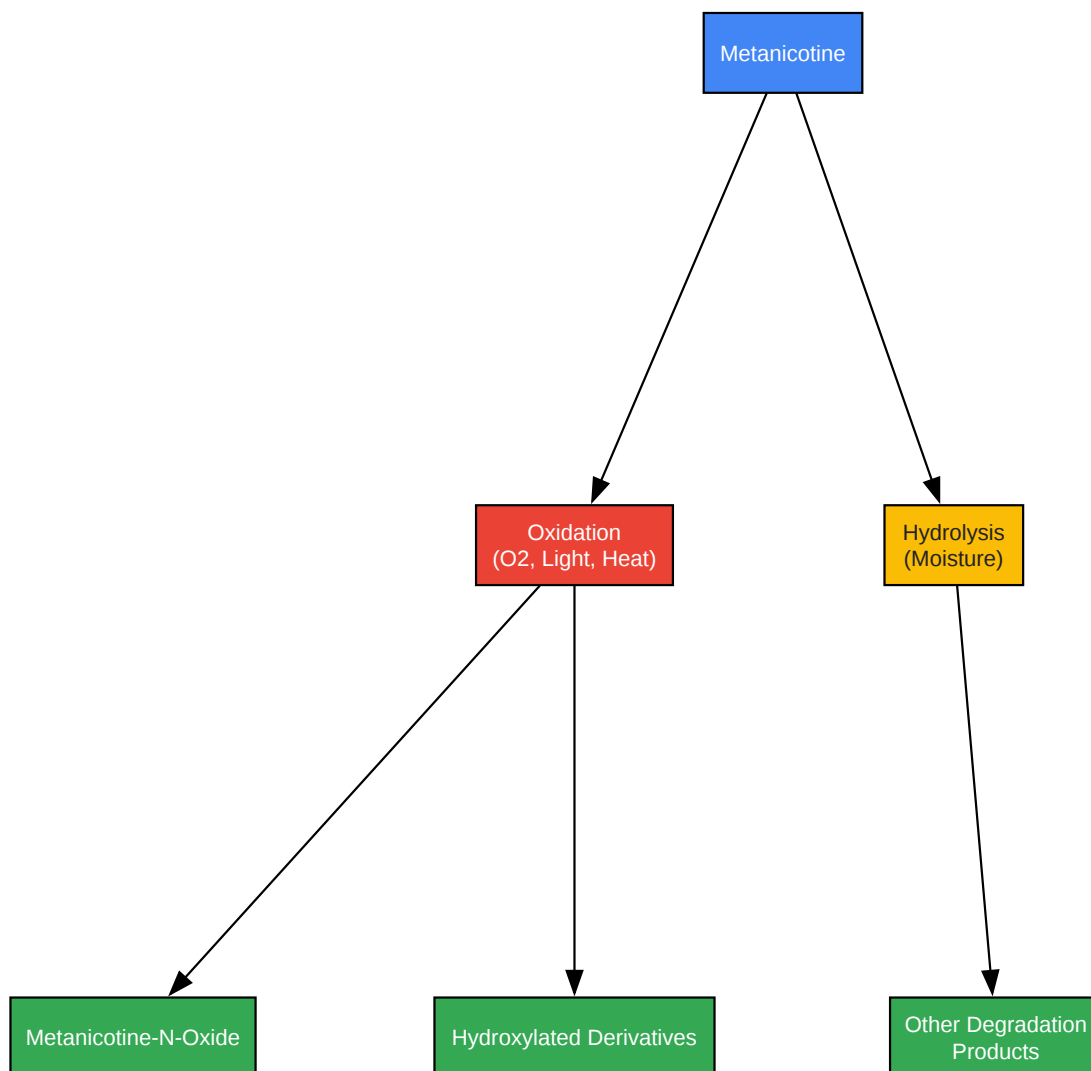 Metanicotine
Oxidation
(O2, Light, Heat)
Hydrolysis
(Moisture)
Metanicotine-N-Oxide
Hydroxylated Derivatives
Other Degradation
Products